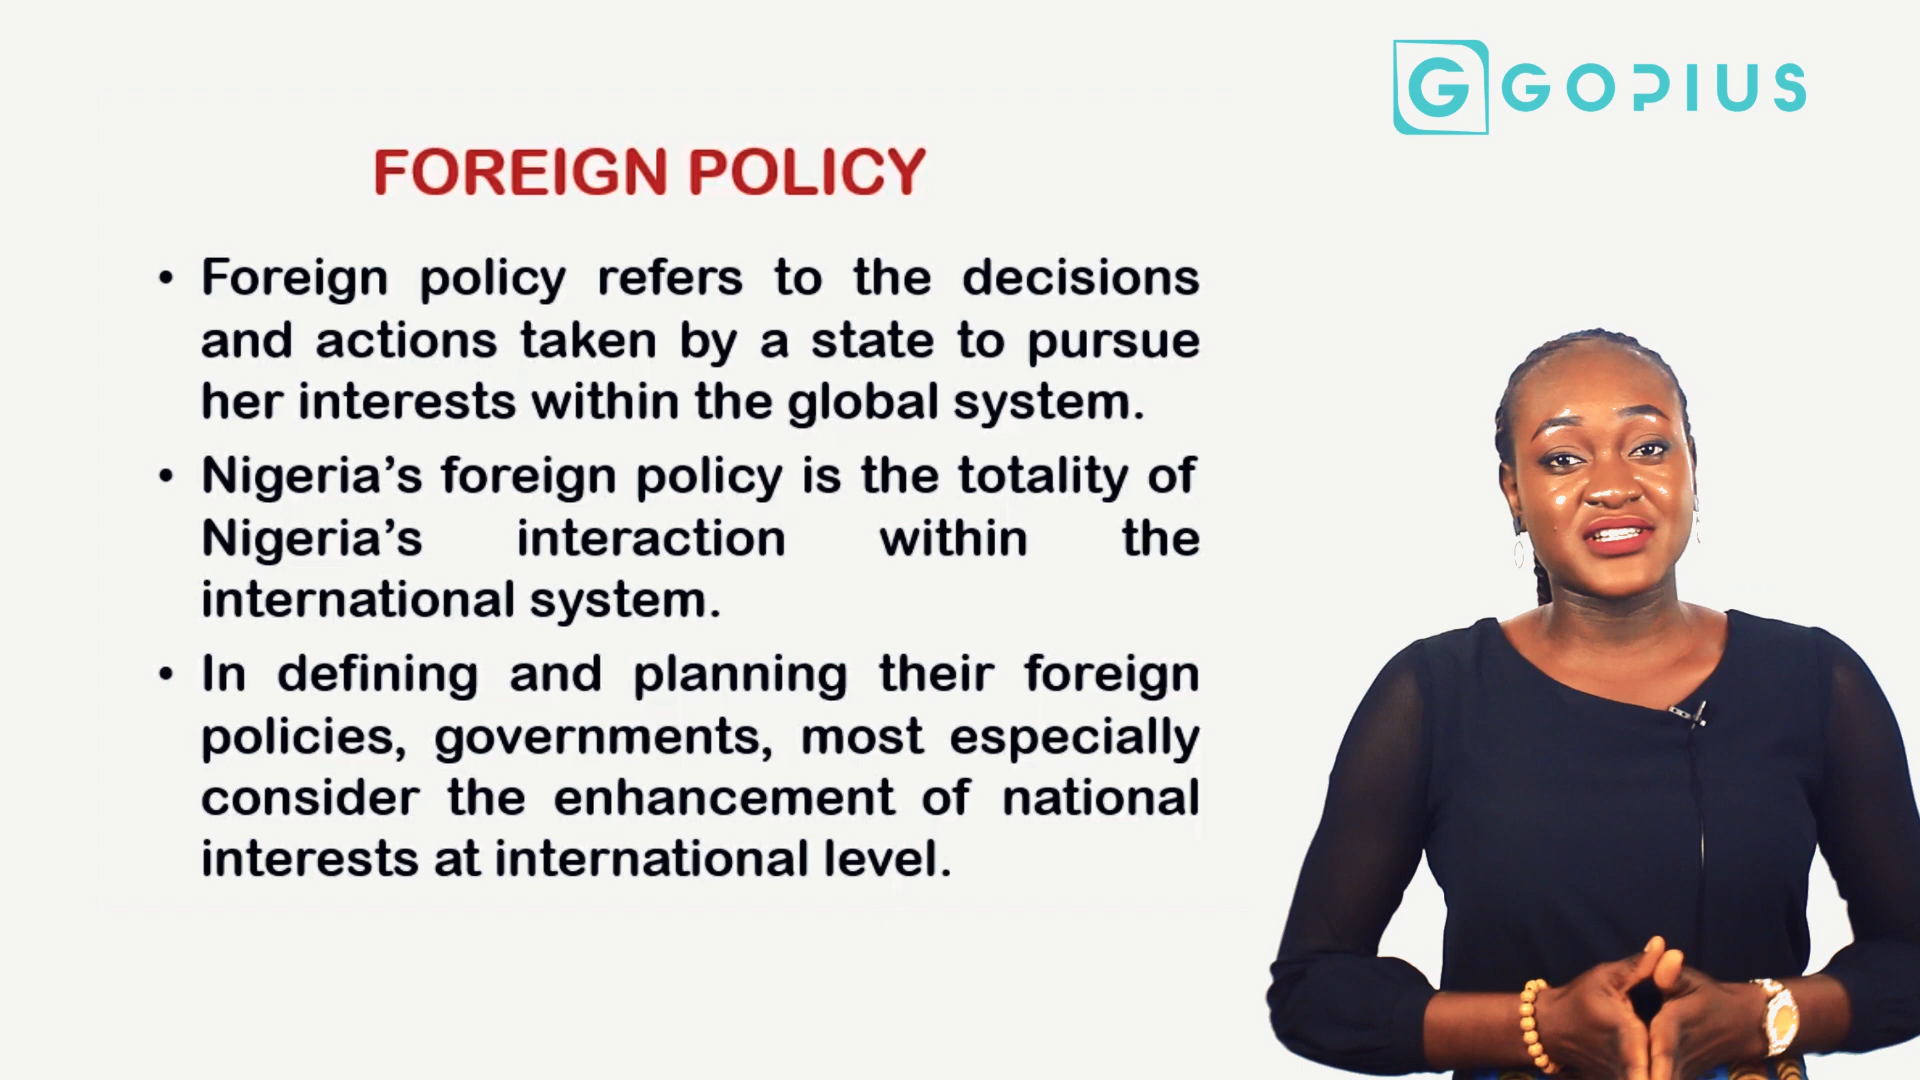 G GOPIUS
FOREIGN POLICY
• Foreign policy refers to the decisions
and actions taken by a state to pursue
her interests within the global system.
• Nigeria’s foreign policy is the totality of
Nigeria’s interaction within the
international system.
• In defining and planning their foreign
policies, governments, most especially
consider the enhancement of national
interests at international level.